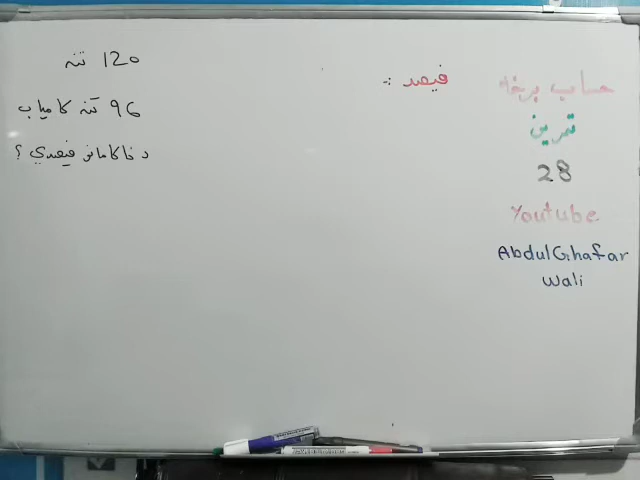 حساب برخه
تمرین
28
Youtube
AbdulGhafar
Wali
فیصد :-
120 تنه
96 تنه کامیاب
د ناکامانو فیصدي ؟